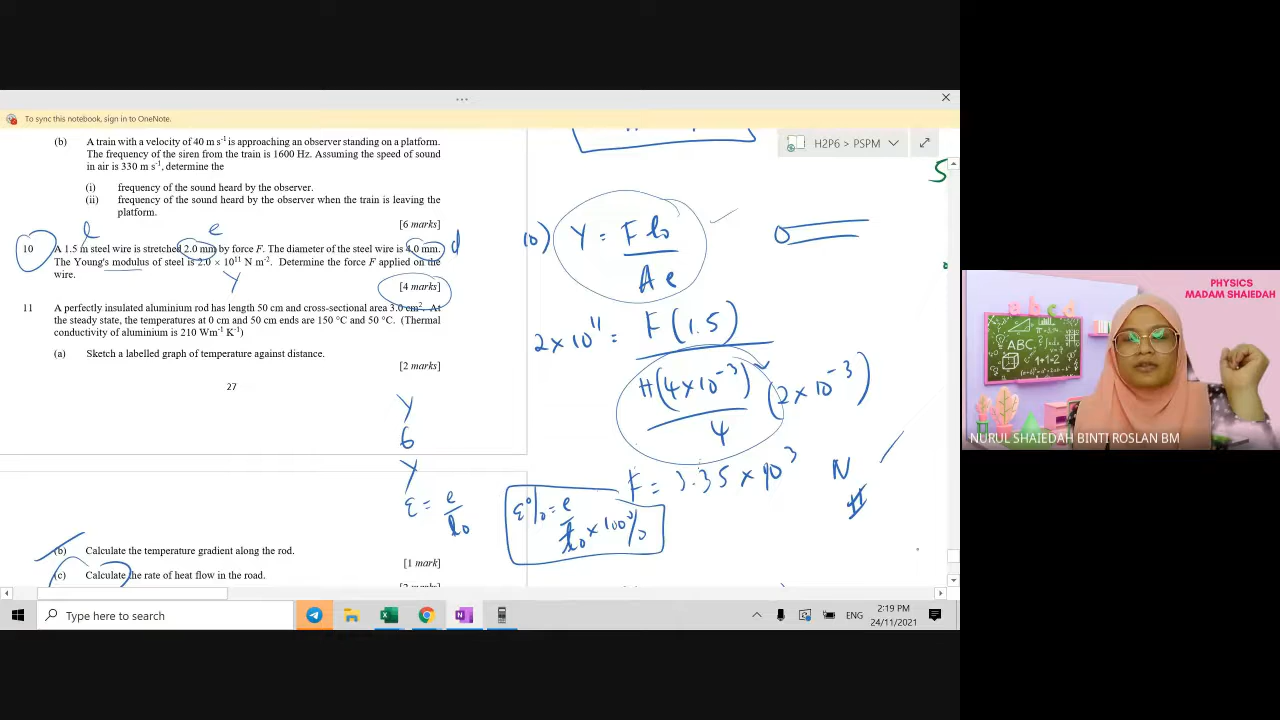 To sync this notebook, sign in to OneNote.
H2P6 > PSPM
(b) A train with a velocity of 40 m s⁻¹ is approaching an observer standing on a platform.
The frequency of the siren from the train is 1600 Hz. Assuming the speed of sound
in air is 330 m s⁻¹, determine the
(i) frequency of the sound heard by the observer.
(ii) frequency of the sound heard by the observer when the train is leaving the
platform.
[6 marks]
l e
10 A 1.5 m steel wire is stretched 2.0 mm by force F. The diameter of the steel wire is 4.0 mm. d
The Young's modulus of steel is 2.0 × 10¹¹ N m⁻². Determine the force F applied on the
wire.
Y
[4 marks]
11 A perfectly insulated aluminium rod has length 50 cm and cross-sectional area 3.0 cm². At
the steady state, the temperatures at 0 cm and 50 cm ends are 150 °C and 50 °C. (Thermal
conductivity of aluminium is 210 Wm⁻¹ K⁻¹)
(a) Sketch a labelled graph of temperature against distance.
[2 marks]
27
Y
6
Y
ε = e
l₀
ε% = e
l₀ × 100%
(b) Calculate the temperature gradient along the rod.
[1 mark]
(c) Calculate the rate of heat flow in the road.
10) Y = F l₀
A e
2 × 10¹¹ = F (1.5)
π(4×10⁻³) (2 × 10⁻³)
4
F = 3.35 × 10³ N
5
PHYSICS
MADAM SHAIEDAH
ABC
1+1=2
NURUL SHAIEDAH BINTI ROSLAN BM
Type here to search
ENG
2:19 PM
24/11/2021